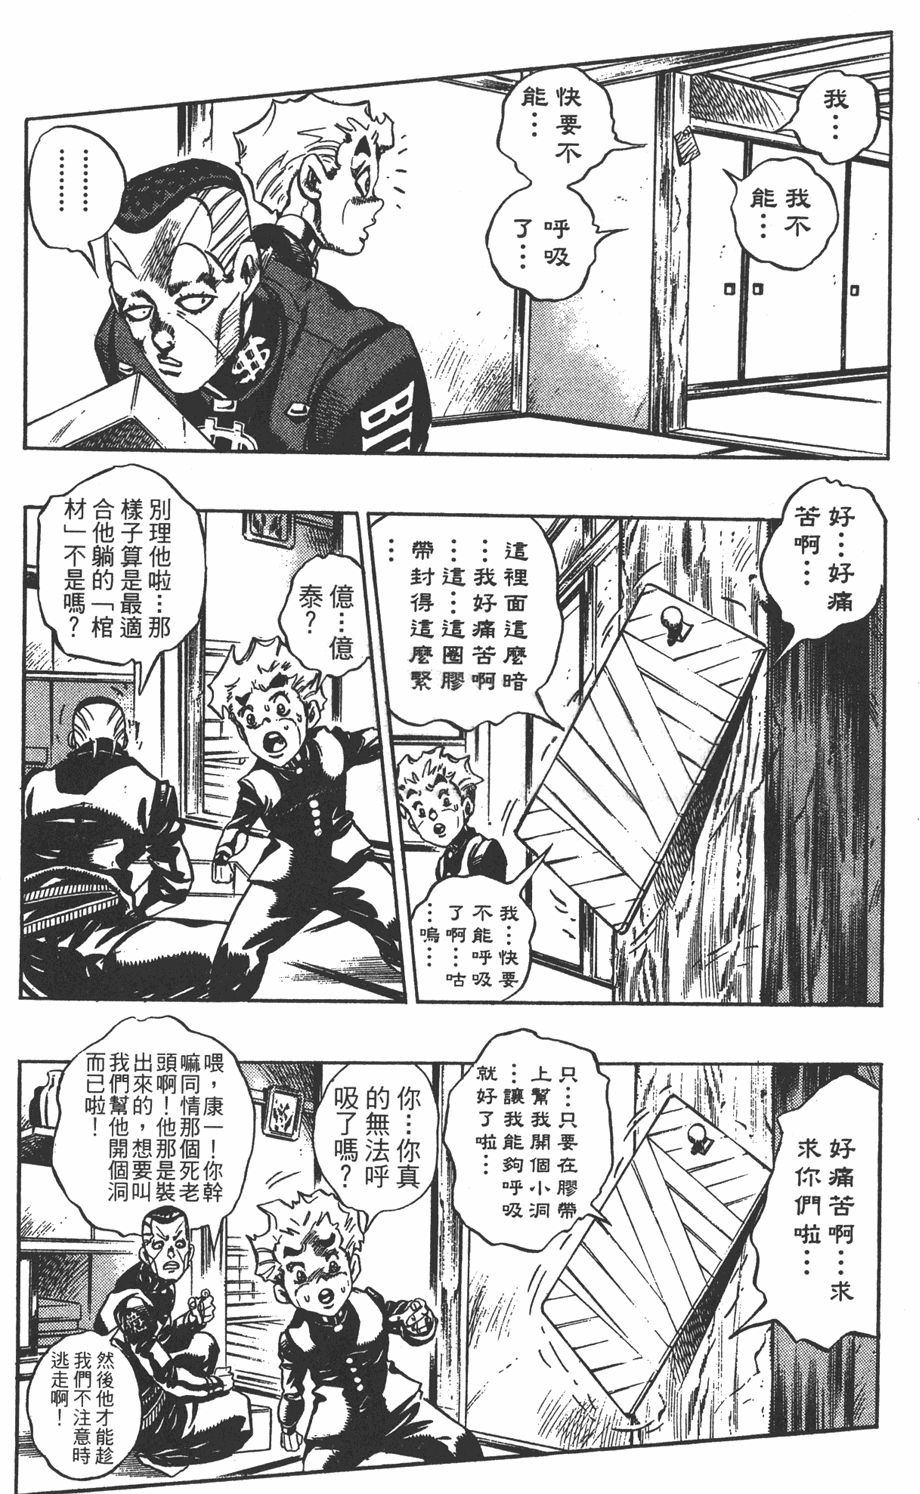 我…
我不
能…
快要不
能…
呼吸
了…
………
BI
好…好痛
苦啊…
這裡面這麼暗
…我好痛苦啊
…這…這圈膠
帶封得這麼緊
…
我…快要
不能呼吸
了啊…咕
…嗚…
億…億
泰?
別理他啦…那
樣子算是最適
合他躺的「棺
材」不是嗎?
好痛苦啊…求
求你們啦…
只…只要在膠帶
上幫我開個小洞
…讓我能夠呼吸
就好了啦…
你…你真
的無法呼
吸了嗎?
喂,康一!你幹
嘛同情那個死老
頭啊!他那是裝
出來的,想要叫
我們幫他開個洞
而已啦!
然後他才能趁
我們不注意時
逃走啊!